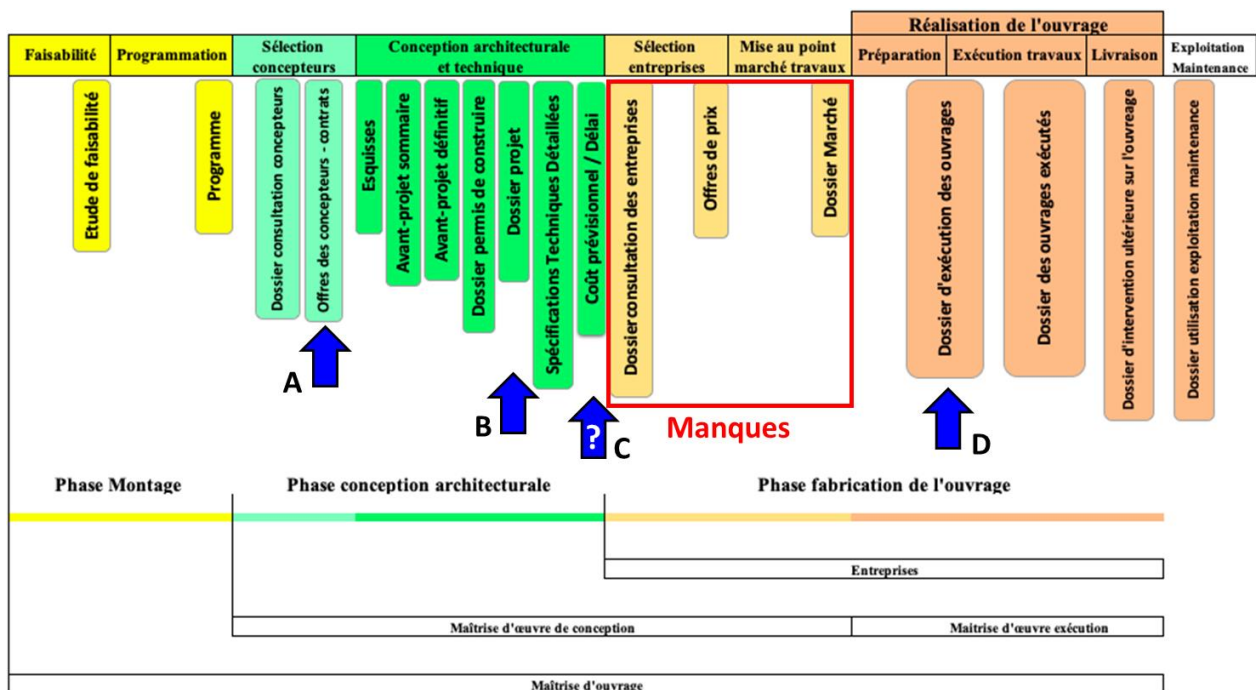 Réalisation de l'ouvrage
Faisabilité
Programmation
Sélection
concepteurs
Conception architecturale
et technique
Sélection
entreprises
Mise au point
marché travaux
Préparation
Exécution travaux
Livraison
Exploitation
Maintenance
Etude de faisabilité
Programme
Dossier consultation concepteurs
Offres des concepteurs - contrats
Esquisses
Avant-projet sommaire
Avant-projet définitif
Dossier permis de construire
Dossier projet
Spécifications Techniques Détaillées
Coût prévisionnel / Délai
Dossierconsultation des entreprises
Offres de prix
Dossier Marché
Dossier d'exécution des ouvrages
Dossier des ouvrages exécutés
Dossier d'intervention ultérieure sur l'ouvreage
Dossier utilisation exploitation maintenance
A
B
?
C
Manques
D
Phase Montage
Phase conception architecturale
Phase fabrication de l'ouvrage
Entreprises
Maîtrise d'œuvre de conception
Maitrise d'œuvre exécution
Maîtrise d'ouvrage